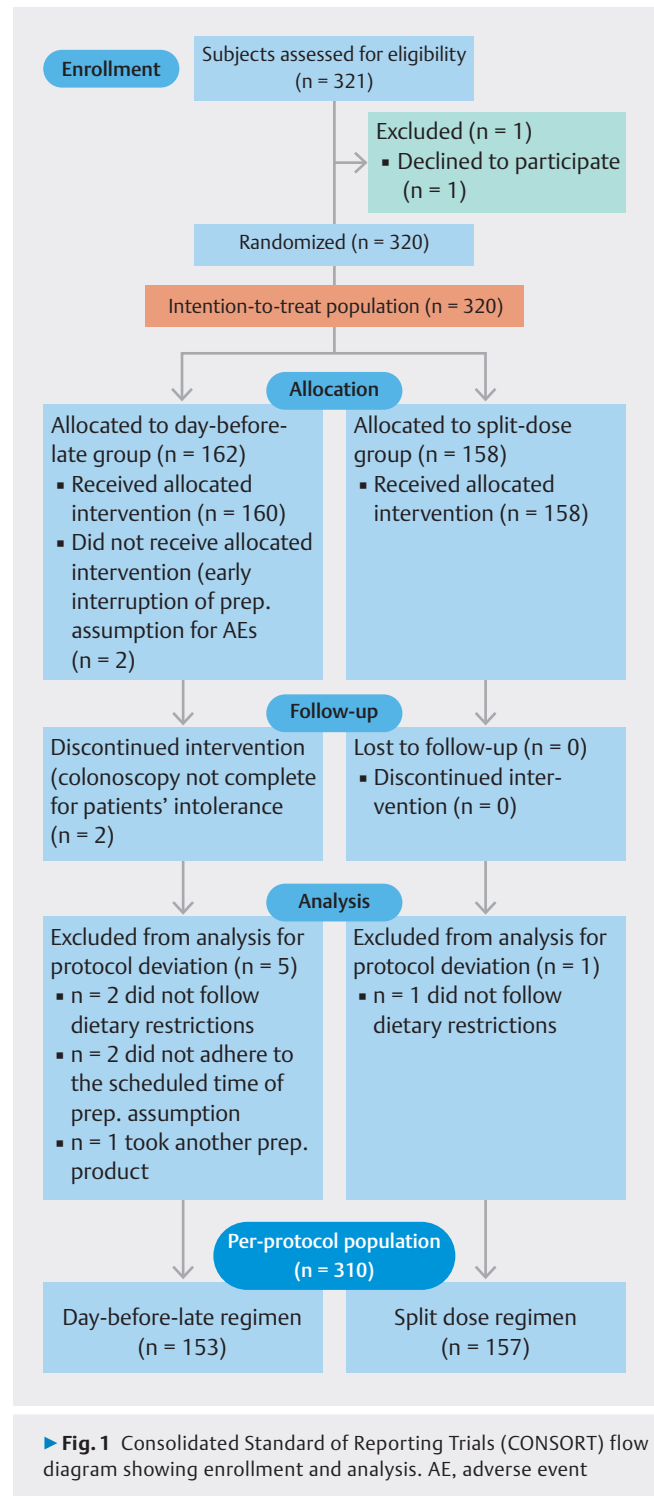 Enrollment
Subjects assessed for eligibility
(n = 321)
Excluded (n = 1)
▪ Declined to participate
(n = 1)
Randomized (n = 320)
Intention-to-treat population (n = 320)
Allocation
Allocated to day-before-
late group (n = 162)
▪ Received allocated
intervention (n = 160)
▪ Did not receive allocated
intervention (early
interruption of prep.
assumption for AEs
(n = 2)
Allocated to split-dose
group (n = 158)
▪ Received allocated
intervention (n = 158)
Follow-up
Discontinued intervention
(colonoscopy not complete
for patients’ intolerance
(n = 2)
Lost to follow-up (n = 0)
▪ Discontinued inter-
vention (n = 0)
Analysis
Excluded from analysis for
protocol deviation (n = 5)
▪ n = 2 did not follow
dietary restrictions
▪ n = 2 did not adhere to
the scheduled time of
prep. assumption
▪ n = 1 took another prep.
product
Excluded from analysis for
protocol deviation (n = 1)
▪ n = 1 did not follow
dietary restrictions
Per-protocol population
(n = 310)
Day-before-late regimen
(n = 153)
Split dose regimen
(n = 157)
▶ Fig. 1 Consolidated Standard of Reporting Trials (CONSORT) flow
diagram showing enrollment and analysis. AE, adverse event